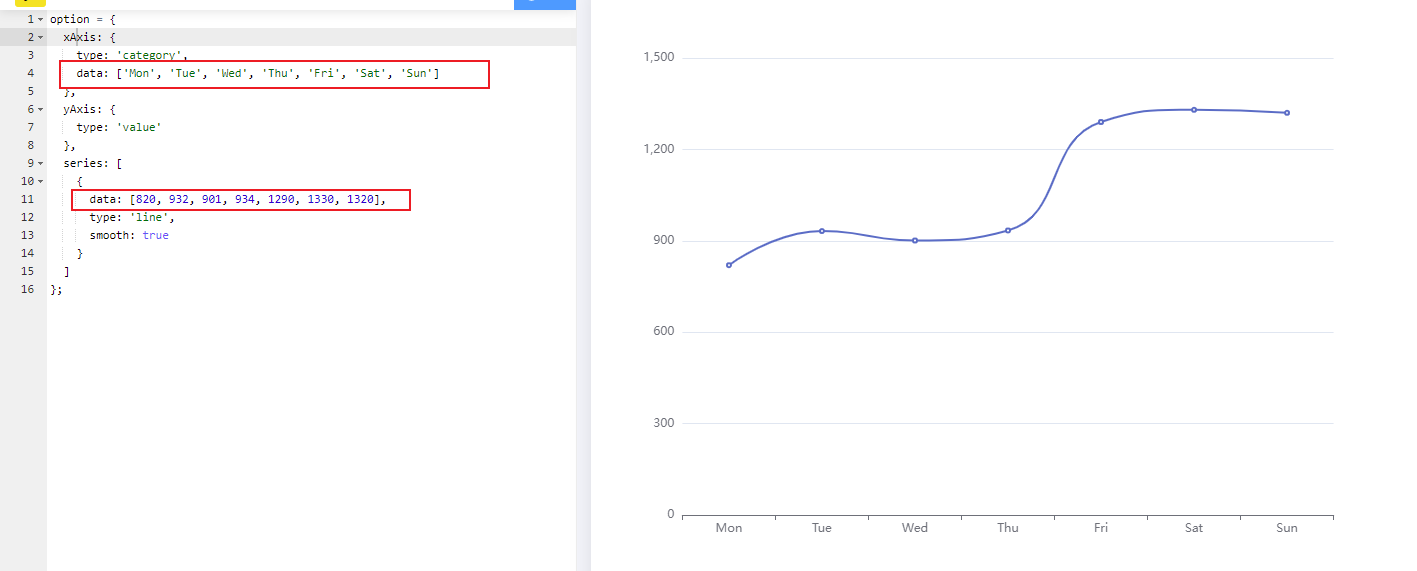 1 option = {
2 xAxis: {
3 type: 'category',
4 data: ['Mon', 'Tue', 'Wed', 'Thu', 'Fri', 'Sat', 'Sun']
5 },
6 yAxis: {
7 type: 'value'
8 },
9 series: [
10 {
11 data: [820, 932, 901, 934, 1290, 1330, 1320],
12 type: 'line',
13 smooth: true
14 }
15 ]
16 };
1,500
1,200
900
600
300
0
Mon Tue Wed Thu Fri Sat Sun